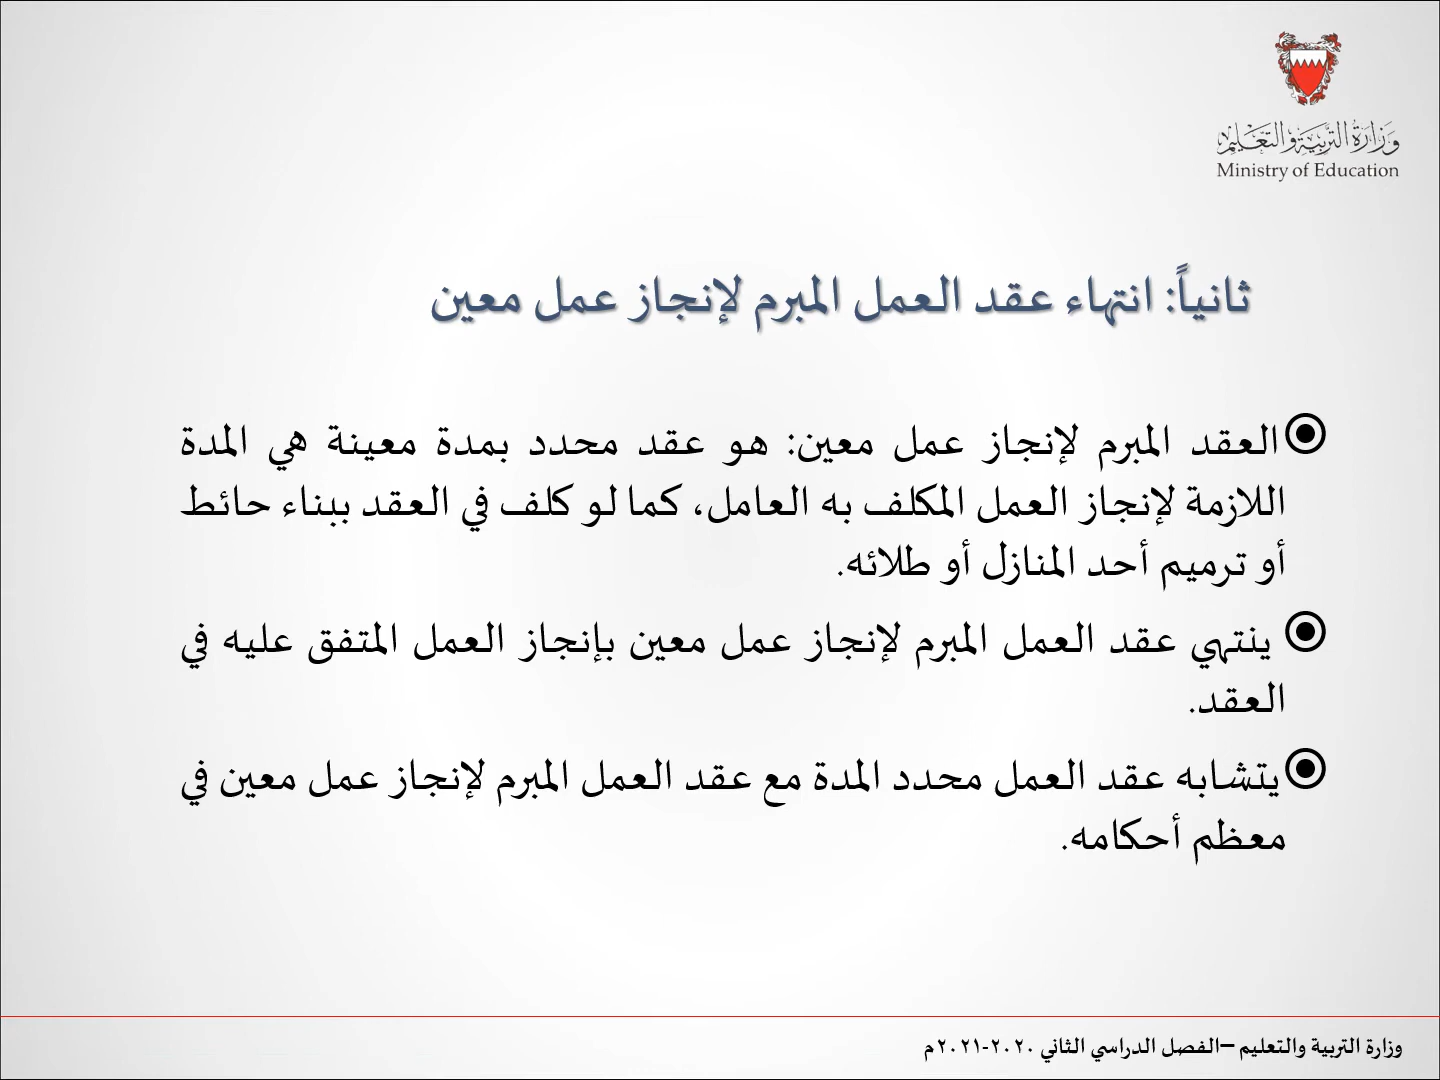 وزارة التربية والتعليم
Ministry of Education
ثانياً: انتهاء عقد العمل المبرم لإنجاز عمل معين
العقد المبرم لإنجاز عمل معين: هو عقد محدد بمدة معينة هي المدة
اللازمة لإنجاز العمل المكلف به العامل، كما لو كلف في العقد ببناء حائط
أو ترميم أحد المنازل أو طلائه.
ينتهي عقد العمل المبرم لإنجاز عمل معين بإنجاز العمل المتفق عليه في
العقد.
يتشابه عقد العمل محدد المدة مع عقد العمل المبرم لإنجاز عمل معين في
معظم أحكامه.
وزارة التربية والتعليم –الفصل الدراسي الثاني ٢٠٢٠-٢٠٢١م